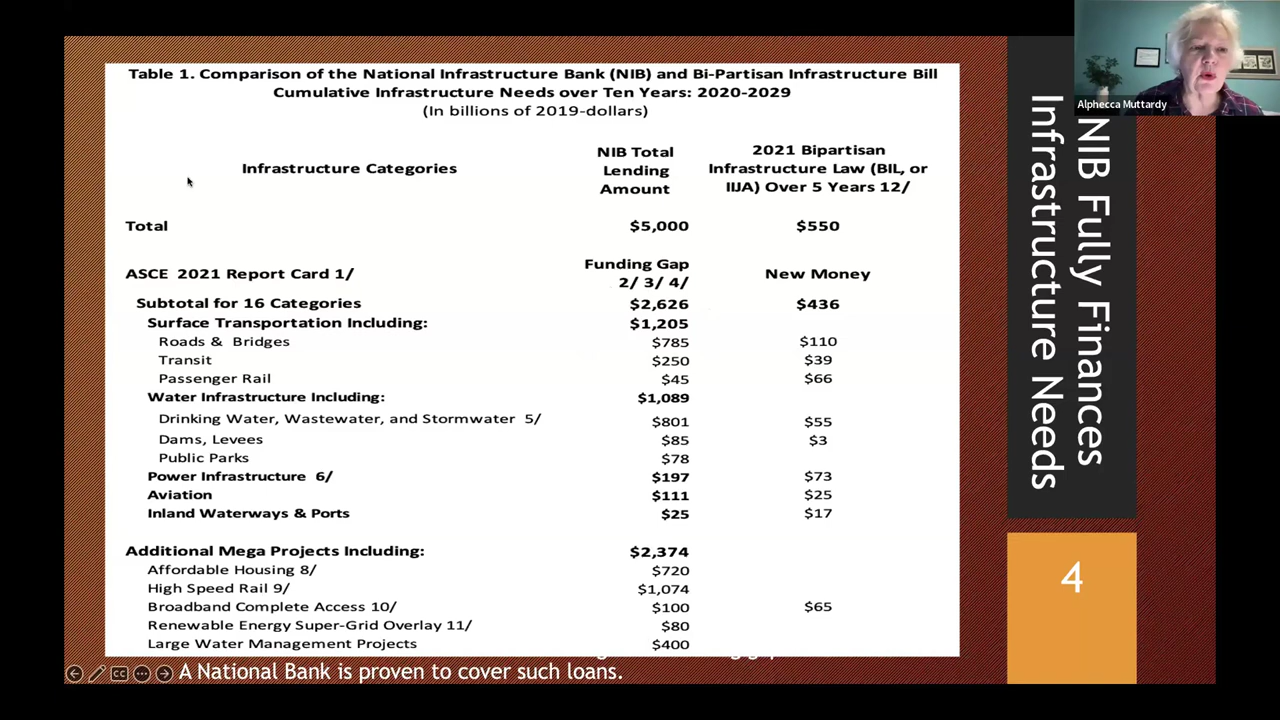 Table 1. Comparison of the National Infrastructure Bank (NIB) and Bi-Partisan Infrastructure Bill
Cumulative Infrastructure Needs over Ten Years: 2020-2029
(In billions of 2019-dollars)
Infrastructure Categories
NIB Total
Lending
Amount
2021 Bipartisan
Infrastructure Law (BIL, or
IIJA) Over 5 Years 12/
Total $5,000 $550
ASCE 2021 Report Card 1/
Funding Gap
2/ 3/ 4/
New Money
Subtotal for 16 Categories $2,626 $436
Surface Transportation Including: $1,205
Roads & Bridges $785 $110
Transit $250 $39
Passenger Rail $45 $66
Water Infrastructure Including: $1,089
Drinking Water, Wastewater, and Stormwater 5/ $801 $55
Dams, Levees $85 $3
Public Parks $78
Power Infrastructure 6/ $197 $73
Aviation $111 $25
Inland Waterways & Ports $25 $17
Additional Mega Projects Including: $2,374
Affordable Housing 8/ $720
High Speed Rail 9/ $1,074
Broadband Complete Access 10/ $100 $65
Renewable Energy Super-Grid Overlay 11/ $80
Large Water Management Projects $400
A National Bank is proven to cover such loans.
CC
NIB Fully Finances
Infrastructure Needs
4
Alphecca Muttardy